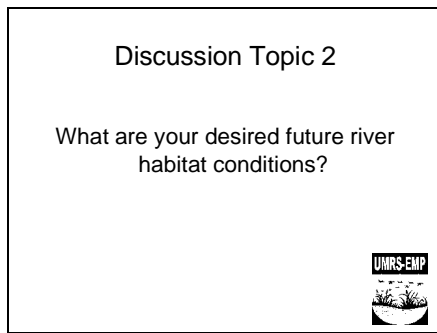 Discussion Topic 2
What are your desired future river
habitat conditions?
UMRS-EMP